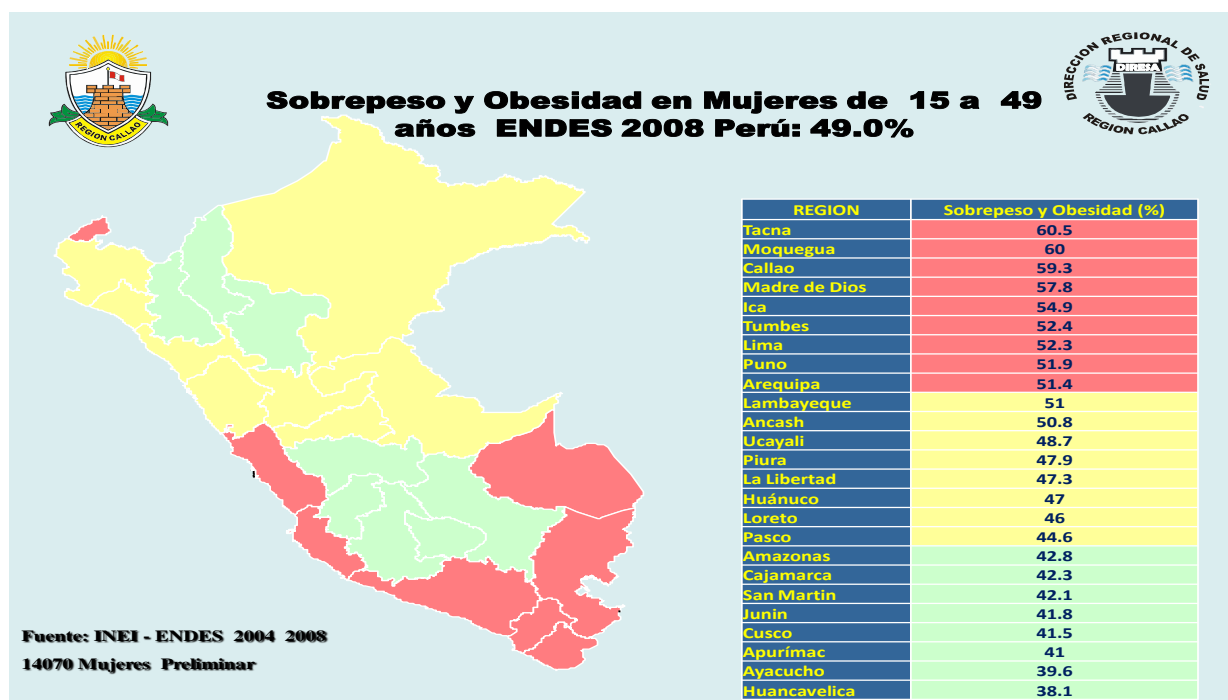 Sobrepeso y Obesidad en Mujeres de 15 a 49
años ENDES 2008 Perú: 49.0%
REGION CALLAO
DIRECCION REGIONAL DE SALUD
DIRESA
REGION CALLAO
REGION Sobrepeso y Obesidad (%)
Tacna 60.5
Moquegua 60
Callao 59.3
Madre de Dios 57.8
Ica 54.9
Tumbes 52.4
Lima 52.3
Puno 51.9
Arequipa 51.4
Lambayeque 51
Ancash 50.8
Ucayali 48.7
Piura 47.9
La Libertad 47.3
Huánuco 47
Loreto 46
Pasco 44.6
Amazonas 42.8
Cajamarca 42.3
San Martin 42.1
Junin 41.8
Cusco 41.5
Apurímac 41
Ayacucho 39.6
Huancavelica 38.1
Fuente: INEI - ENDES 2004 2008
14070 Mujeres Preliminar